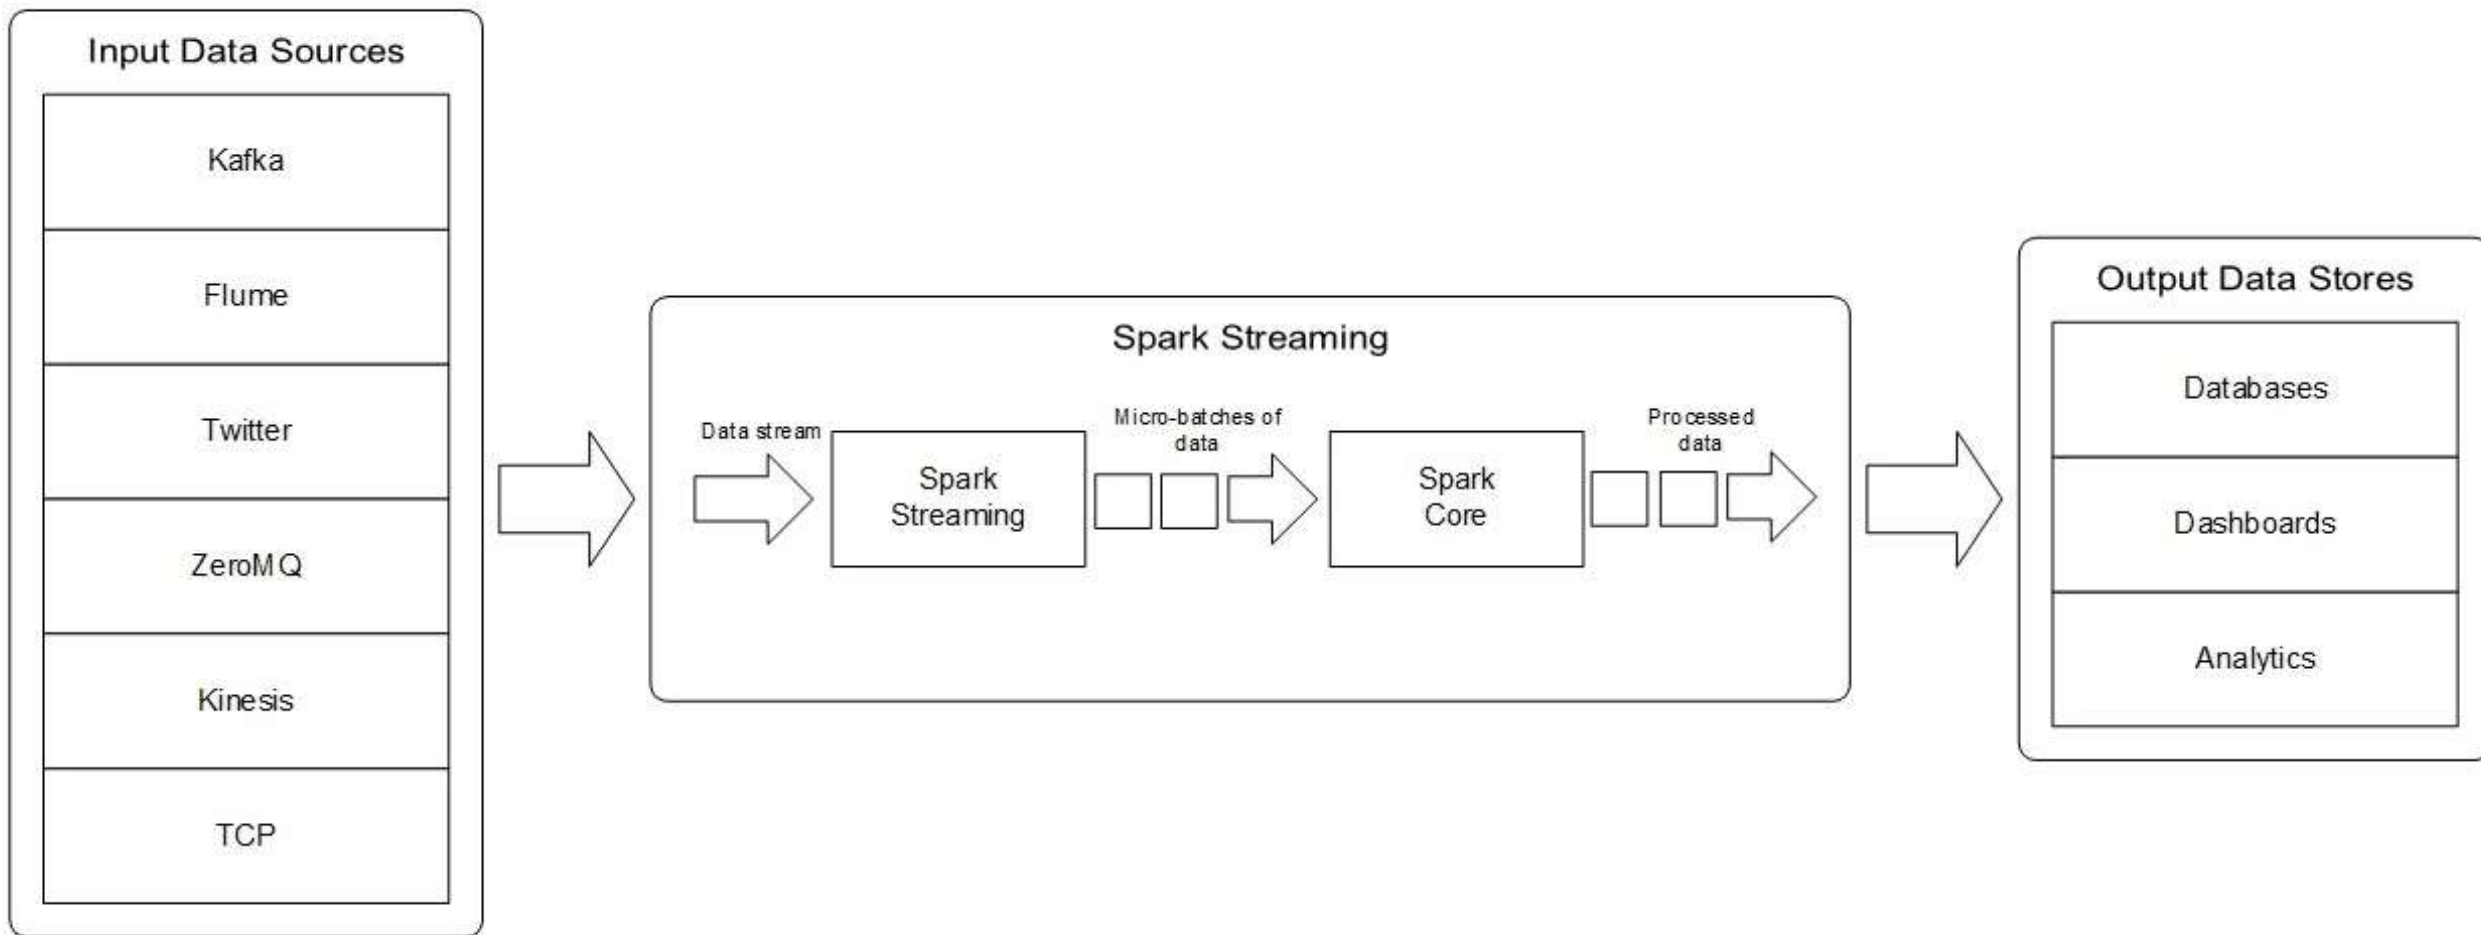 Input Data Sources
Kafka
Flume
Twitter
ZeroMQ
Kinesis
TCP
Spark Streaming
Data stream
Spark
Streaming
Micro-batches of
data
Spark
Core
Processed
data
Output Data Stores
Databases
Dashboards
Analytics